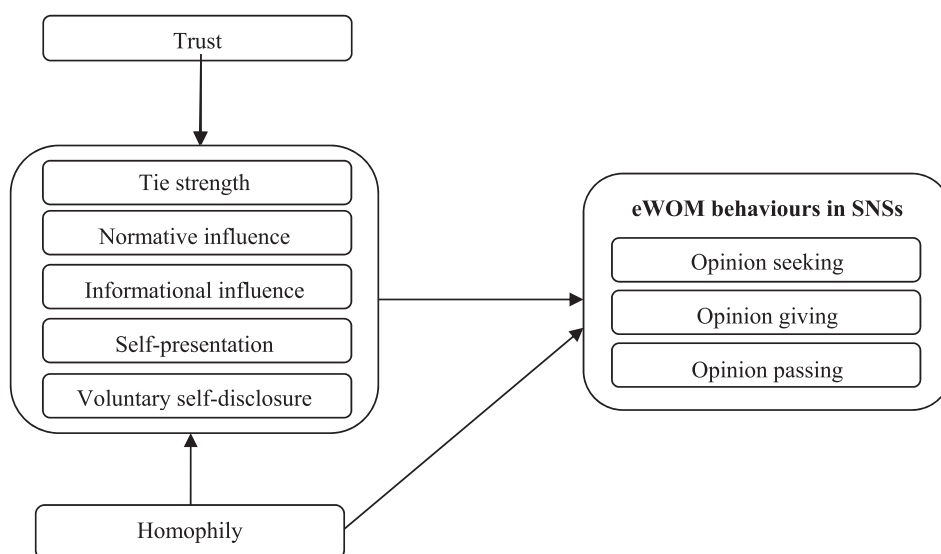 Trust
Tie strength
Normative influence
Informational influence
Self-presentation
Voluntary self-disclosure
Homophily
eWOM behaviours in SNSs
Opinion seeking
Opinion giving
Opinion passing